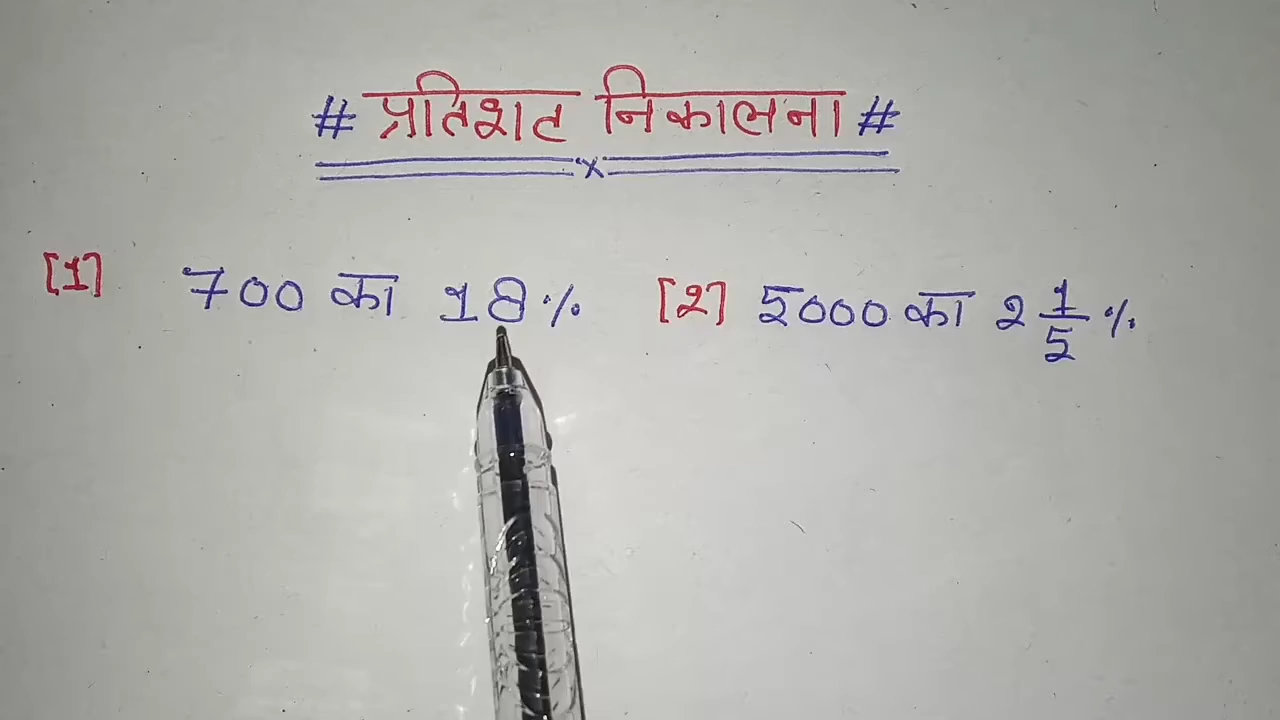 # प्रतिशत निकालना #
x
[1] 700 का 18% [2] 5000 का 2 1/5 %